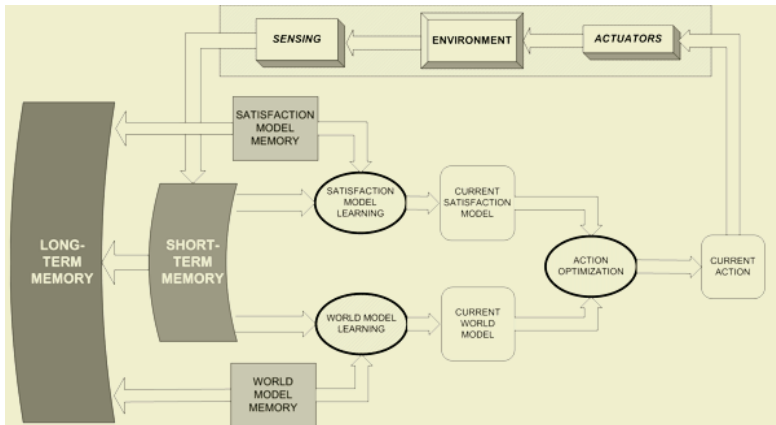 SENSING
ENVIRONMENT
ACTUATORS
SATISFACTION
MODEL
MEMORY
SATISFACTION
MODEL
LEARNING
CURRENT
SATISFACTION
MODEL
LONG-
TERM
MEMORY
SHORT-
TERM
MEMORY
ACTION
OPTIMIZATION
CURRENT
ACTION
WORLD MODEL
LEARNING
CURRENT
WORLD
MODEL
WORLD
MODEL
MEMORY